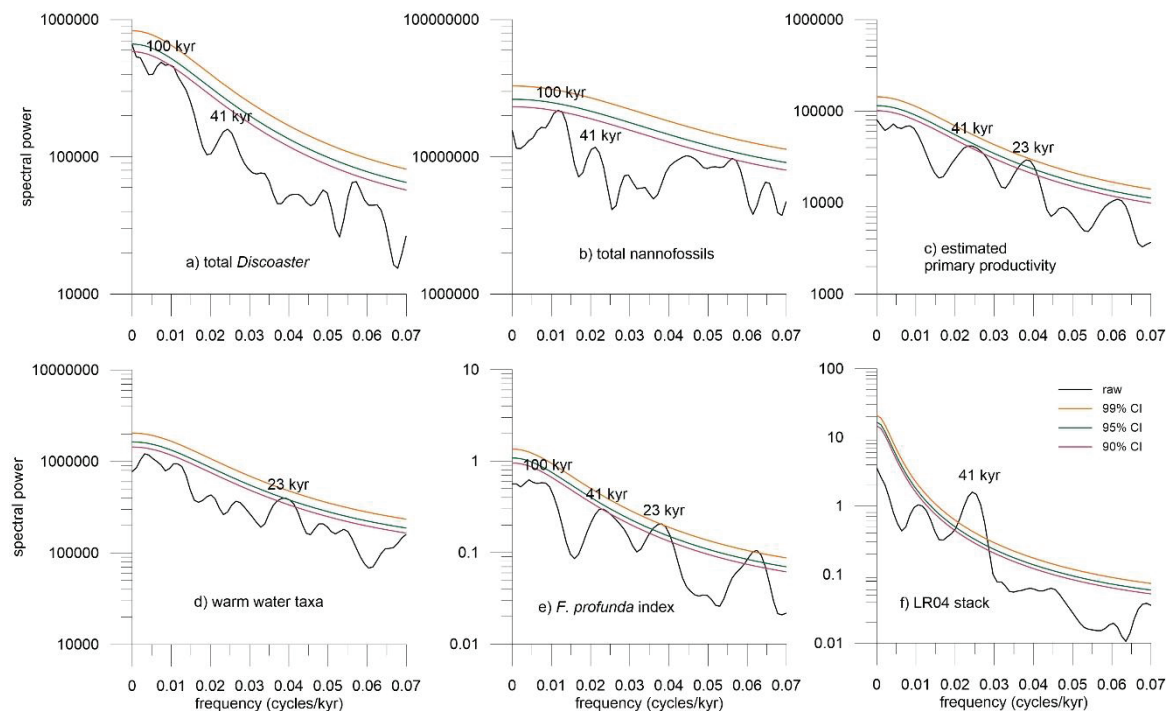 1000000
100000
10000
spectral power
100 kyr
41 kyr
a) total Discoaster
0 0.01 0.02 0.03 0.04 0.05 0.06 0.07
100000000
10000000
1000000
100 kyr
41 kyr
b) total nannofossils
0 0.01 0.02 0.03 0.04 0.05 0.06 0.07
1000000
100000
10000
1000
41 kyr
23 kyr
c) estimated
primary productivity
0 0.01 0.02 0.03 0.04 0.05 0.06 0.07
10000000
1000000
100000
10000
spectral power
23 kyr
d) warm water taxa
0 0.01 0.02 0.03 0.04 0.05 0.06 0.07
frequency (cycles/kyr)
10
1
0.1
0.01
100 kyr
41 kyr
23 kyr
e) F. profunda index
0 0.01 0.02 0.03 0.04 0.05 0.06 0.07
frequency (cycles/kyr)
100
10
1
0.1
0.01
41 kyr
raw
99% CI
95% CI
90% CI
f) LR04 stack
0 0.01 0.02 0.03 0.04 0.05 0.06 0.07
frequency (cycles/kyr)